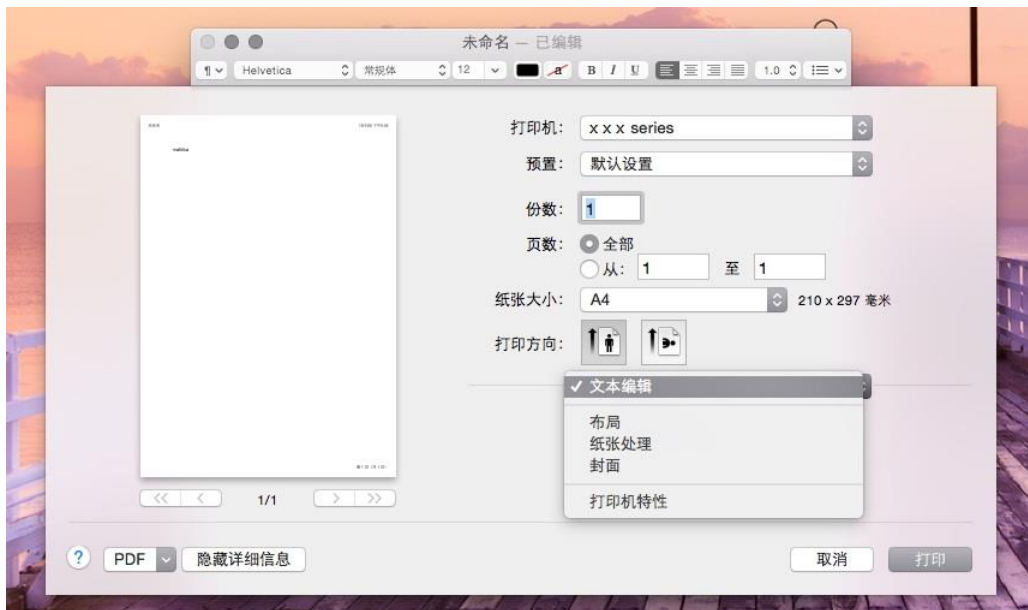 未命名 — 已编辑
¶ Helvetica 常规体 12 a B I U 1.0
打印机： x x x series
预置： 默认设置
份数： 1
页数： 全部
从： 1 至 1
纸张大小： A4 210 x 297 毫米
打印方向：
✓ 文本编辑
布局
纸张处理
封面
打印机特性
<< < 1/1 > >>
? PDF 隐藏详细信息 取消 打印